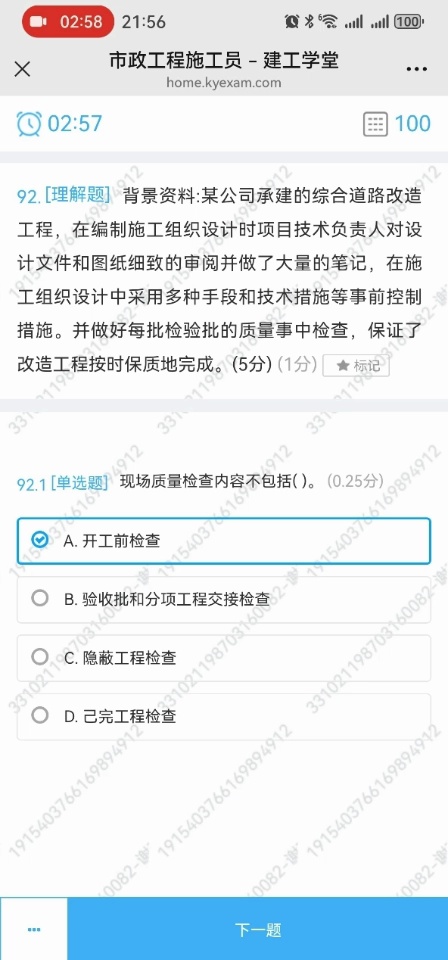 02:58 21:56 100
市政工程施工员 - 建工学堂
home.kyexam.com
02:57 100
92. [理解题] 背景资料:某公司承建的综合道路改造
工程，在编制施工组织设计时项目技术负责人对设
计文件和图纸细致的审阅并做了大量的笔记，在施
工组织设计中采用多种手段和技术措施等事前控制
措施。并做好每批检验批的质量事中检查，保证了
改造工程按时保质地完成。(5分) (1分) ★ 标记
92.1 [单选题] 现场质量检查内容不包括( )。 (0.25分)
A. 开工前检查
B. 验收批和分项工程交接检查
C. 隐蔽工程检查
D. 己完工程检查
... 下一题